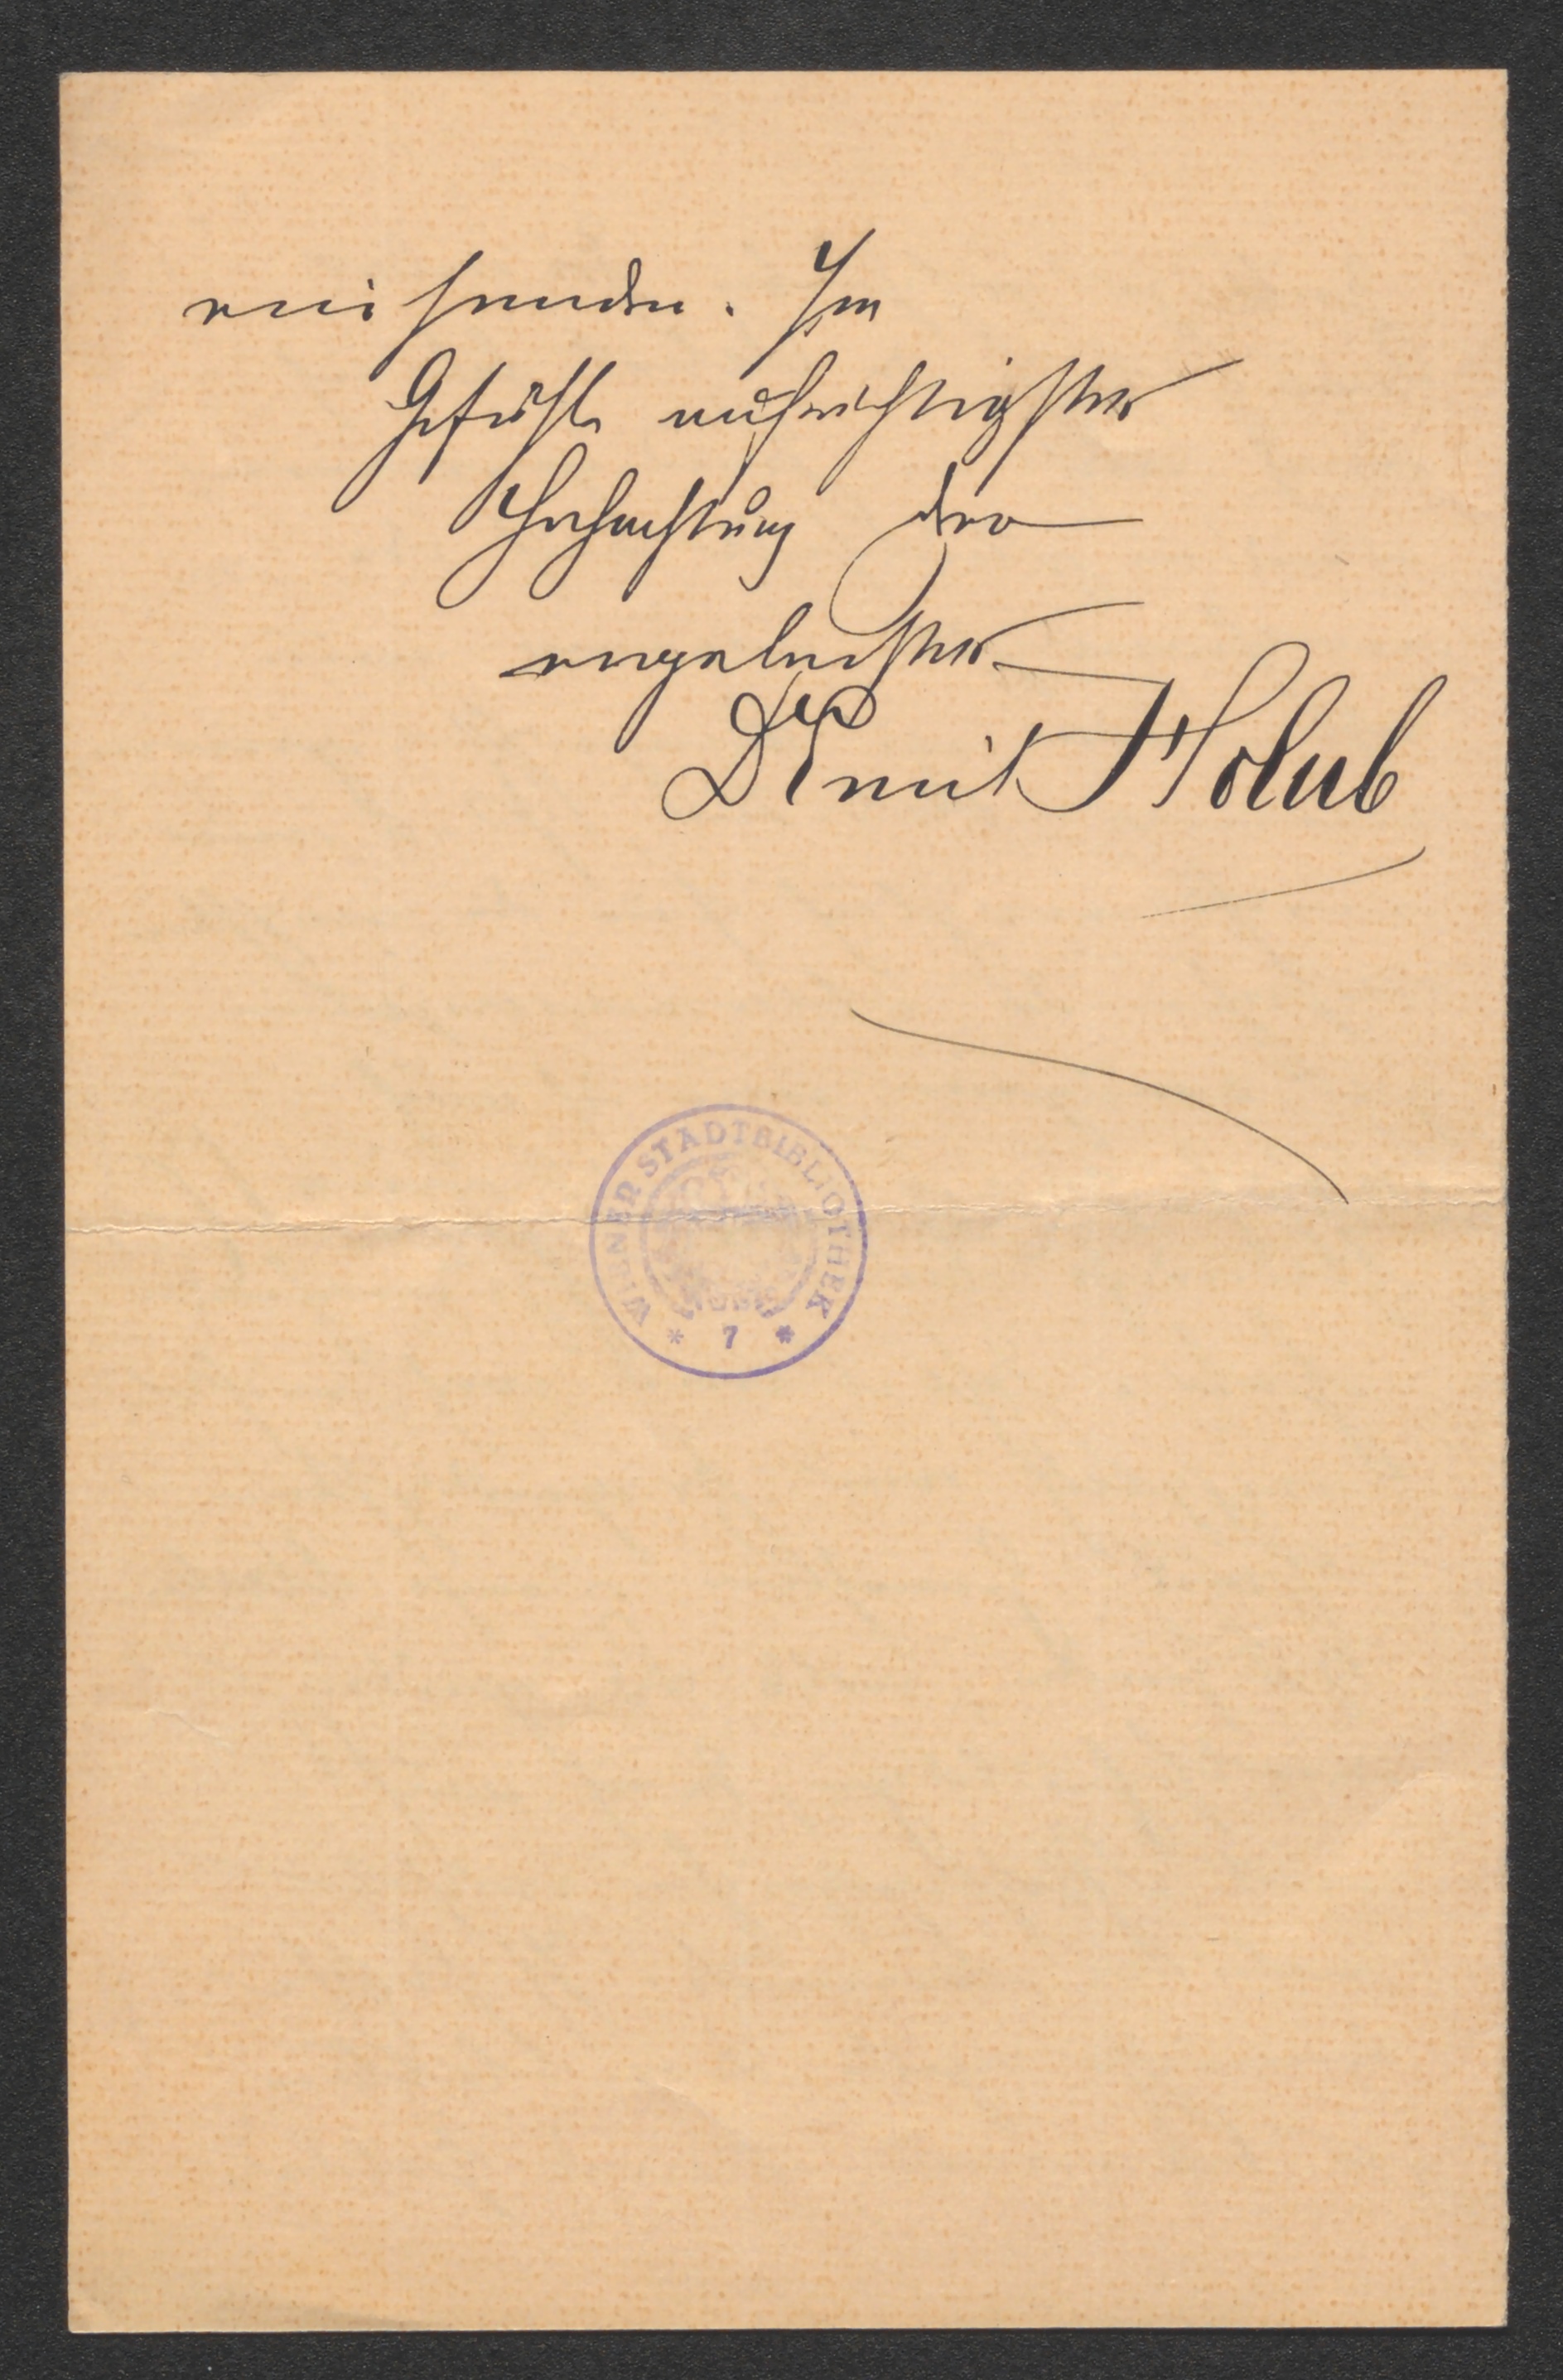 einsenden. Im
Gefühle aufrichtigster
Hochachtung der
ergebenste
Dr Emil Holub
WIENER STADTBIBLIOTHEK
* 7 *